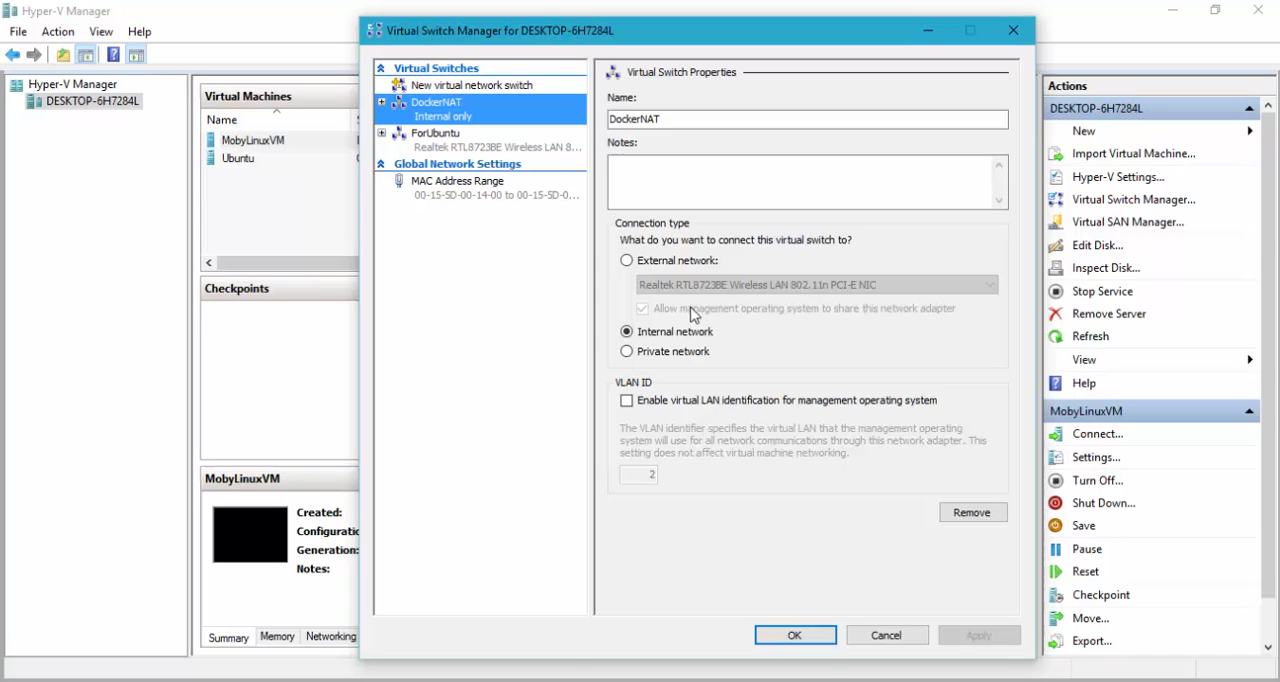 Hyper-V Manager
File Action View Help
Hyper-V Manager
DESKTOP-6H7284L
Virtual Machines
Name
MobyLinuxVM
Ubuntu
Checkpoints
MobyLinuxVM
Created:
Configuratio
Generation:
Notes:
Summary Memory Networking
Virtual Switch Manager for DESKTOP-6H7284L
Virtual Switches
New virtual network switch
DockerNAT
Internal only
ForUbuntu
Realtek RTL8723BE Wireless LAN 8...
Global Network Settings
MAC Address Range
00-15-5D-00-14-00 to 00-15-5D-0...
Virtual Switch Properties
Name:
DockerNAT
Notes:
Connection type
What do you want to connect this virtual switch to?
External network:
Realtek RTL8723BE Wireless LAN 802.11n PCI-E NIC
Allow management operating system to share this network adapter
Internal network
Private network
VLAN ID
Enable virtual LAN identification for management operating system
The VLAN identifier specifies the virtual LAN that the management operating
system will use for all network communications through this network adapter. This
setting does not affect virtual machine networking.
2
Remove
OK Cancel Apply
Actions
DESKTOP-6H7284L
New
Import Virtual Machine...
Hyper-V Settings...
Virtual Switch Manager...
Virtual SAN Manager...
Edit Disk...
Inspect Disk...
Stop Service
Remove Server
Refresh
View
Help
MobyLinuxVM
Connect...
Settings...
Turn Off...
Shut Down...
Save
Pause
Reset
Checkpoint
Move...
Export...